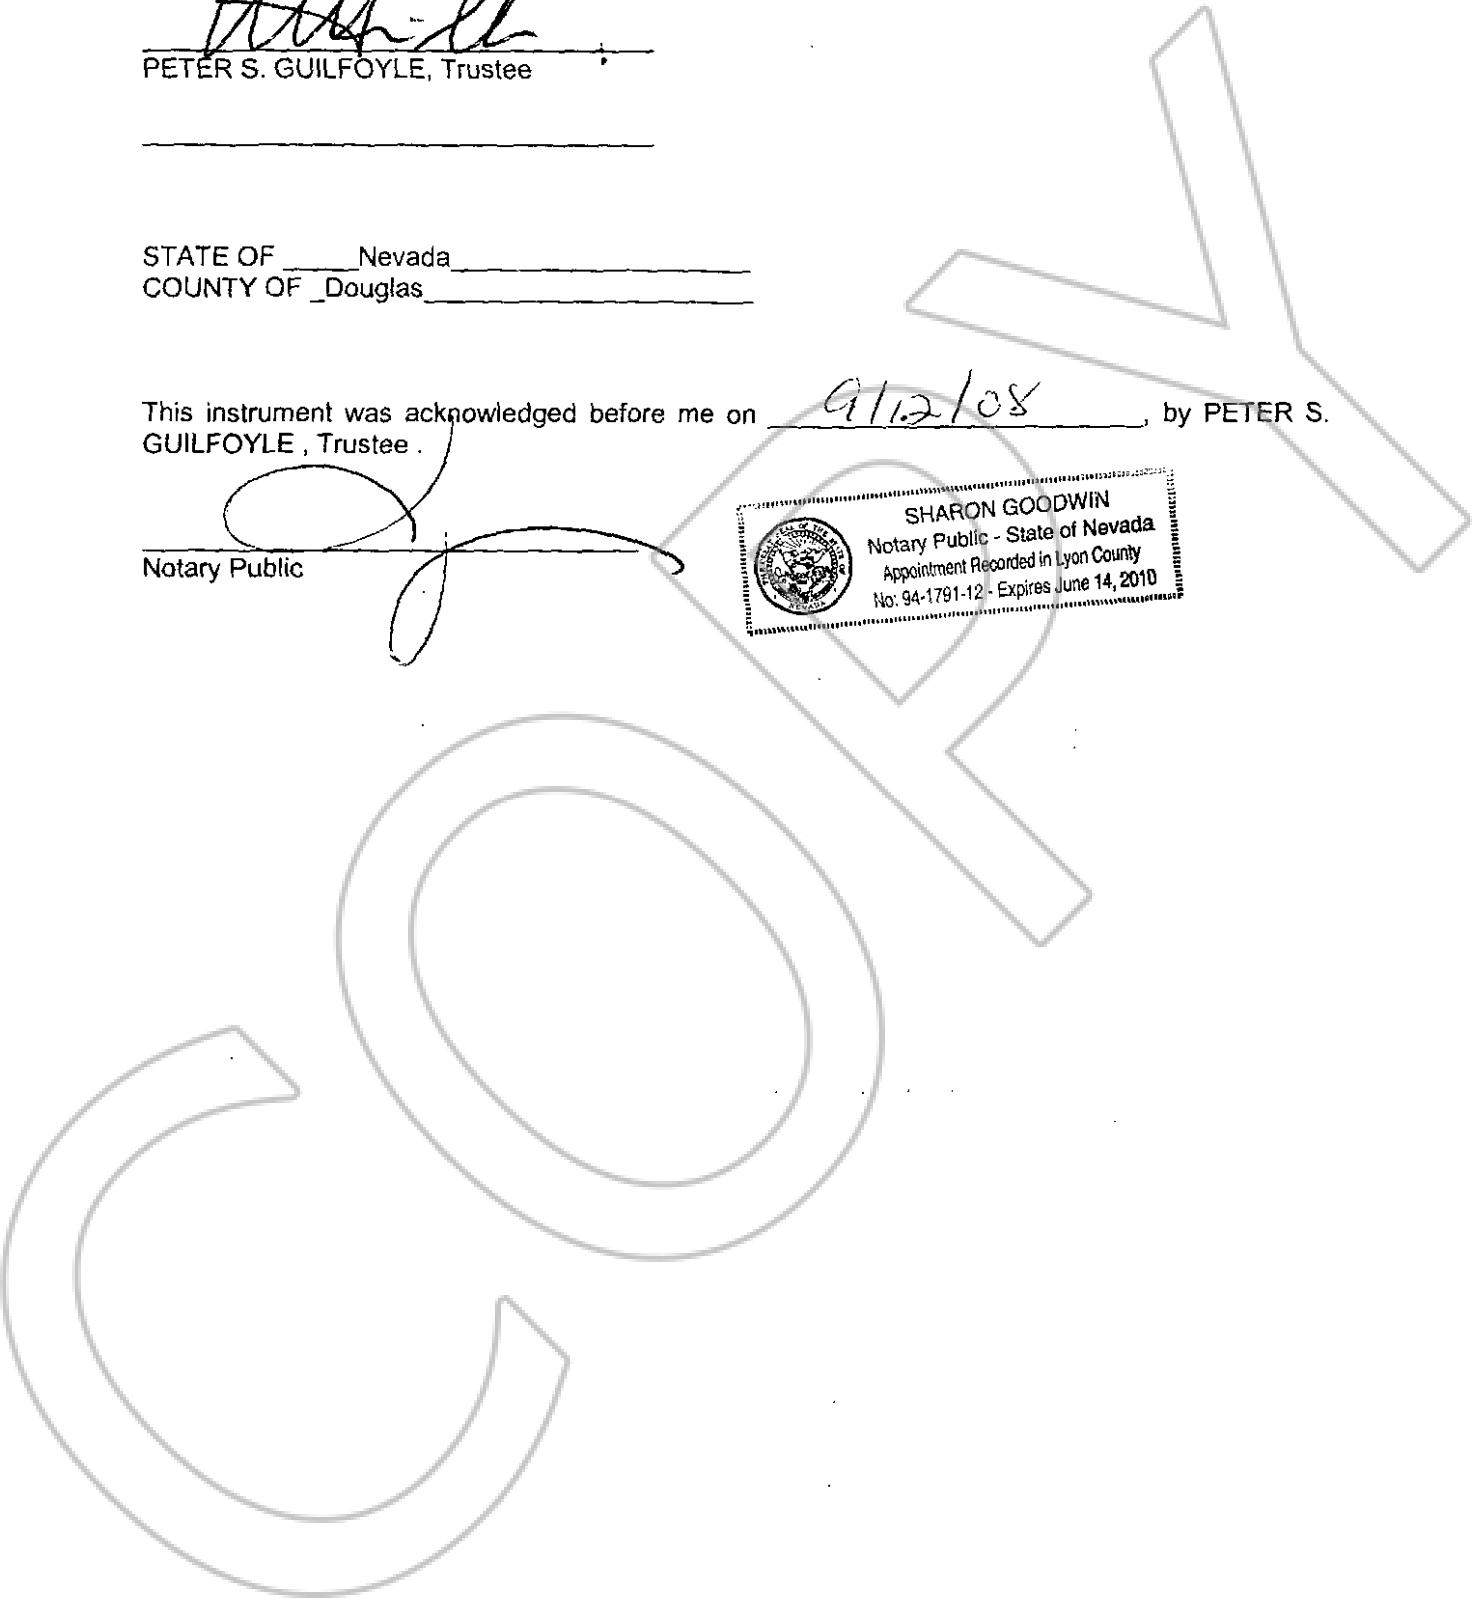 PETER S. GUILFOYLE, Trustee
STATE OF _____Nevada____________________
COUNTY OF _Douglas______________________
This instrument was acknowledged before me on 9/12/08, by PETER S.
GUILFOYLE , Trustee .
Notary Public
SHARON GOODWIN
Notary Public - State of Nevada
Appointment Recorded in Lyon County
No: 94-1791-12 - Expires June 14, 2010
NEVADA
COPY